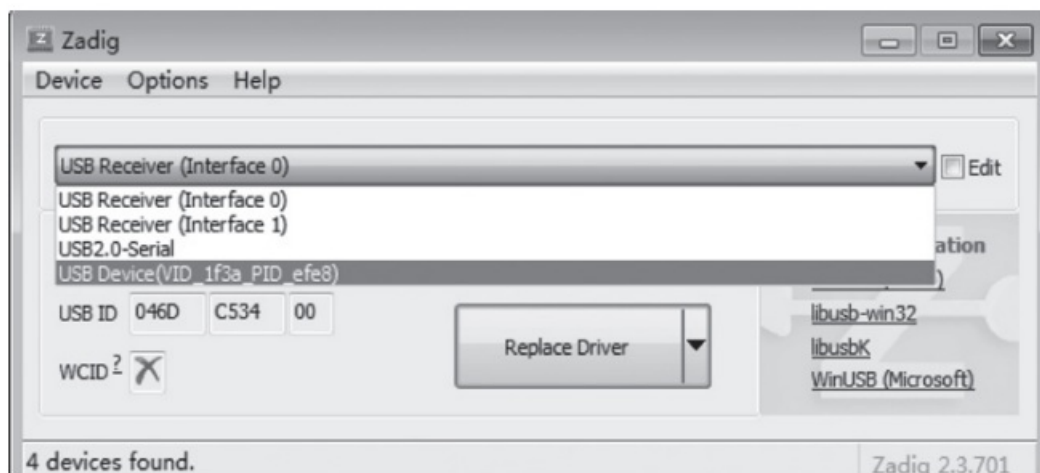 Zadig
Device Options Help
USB Receiver (Interface 0)
Edit
USB Receiver (Interface 0)
USB Receiver (Interface 1)
USB2.0-Serial
USB Device(VID_1f3a_PID_efe8)
USB ID 046D C534 00
libusb-win32
WCID ?
Replace Driver
libusbK
WinUSB (Microsoft)
4 devices found.
Zadig 2.3.701